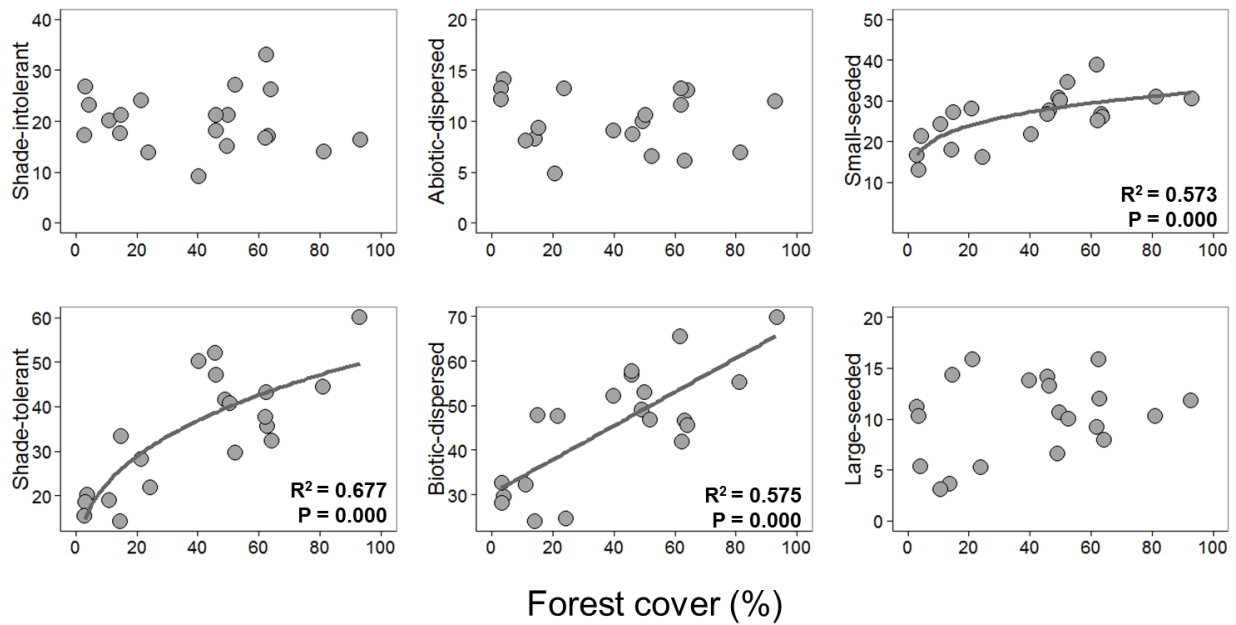 Shade-intolerant
40
30
20
10
0
0 20 40 60 80 100
Abiotic-dispersed
20
15
10
5
0
0 20 40 60 80 100
Small-seeded
50
40
30
20
10
R² = 0.573
P = 0.000
0 20 40 60 80 100
Shade-tolerant
60
50
40
30
20
R² = 0.677
P = 0.000
0 20 40 60 80 100
Biotic-dispersed
70
60
50
40
30
R² = 0.575
P = 0.000
0 20 40 60 80 100
Large-seeded
20
15
10
5
0
0 20 40 60 80 100
Forest cover (%)